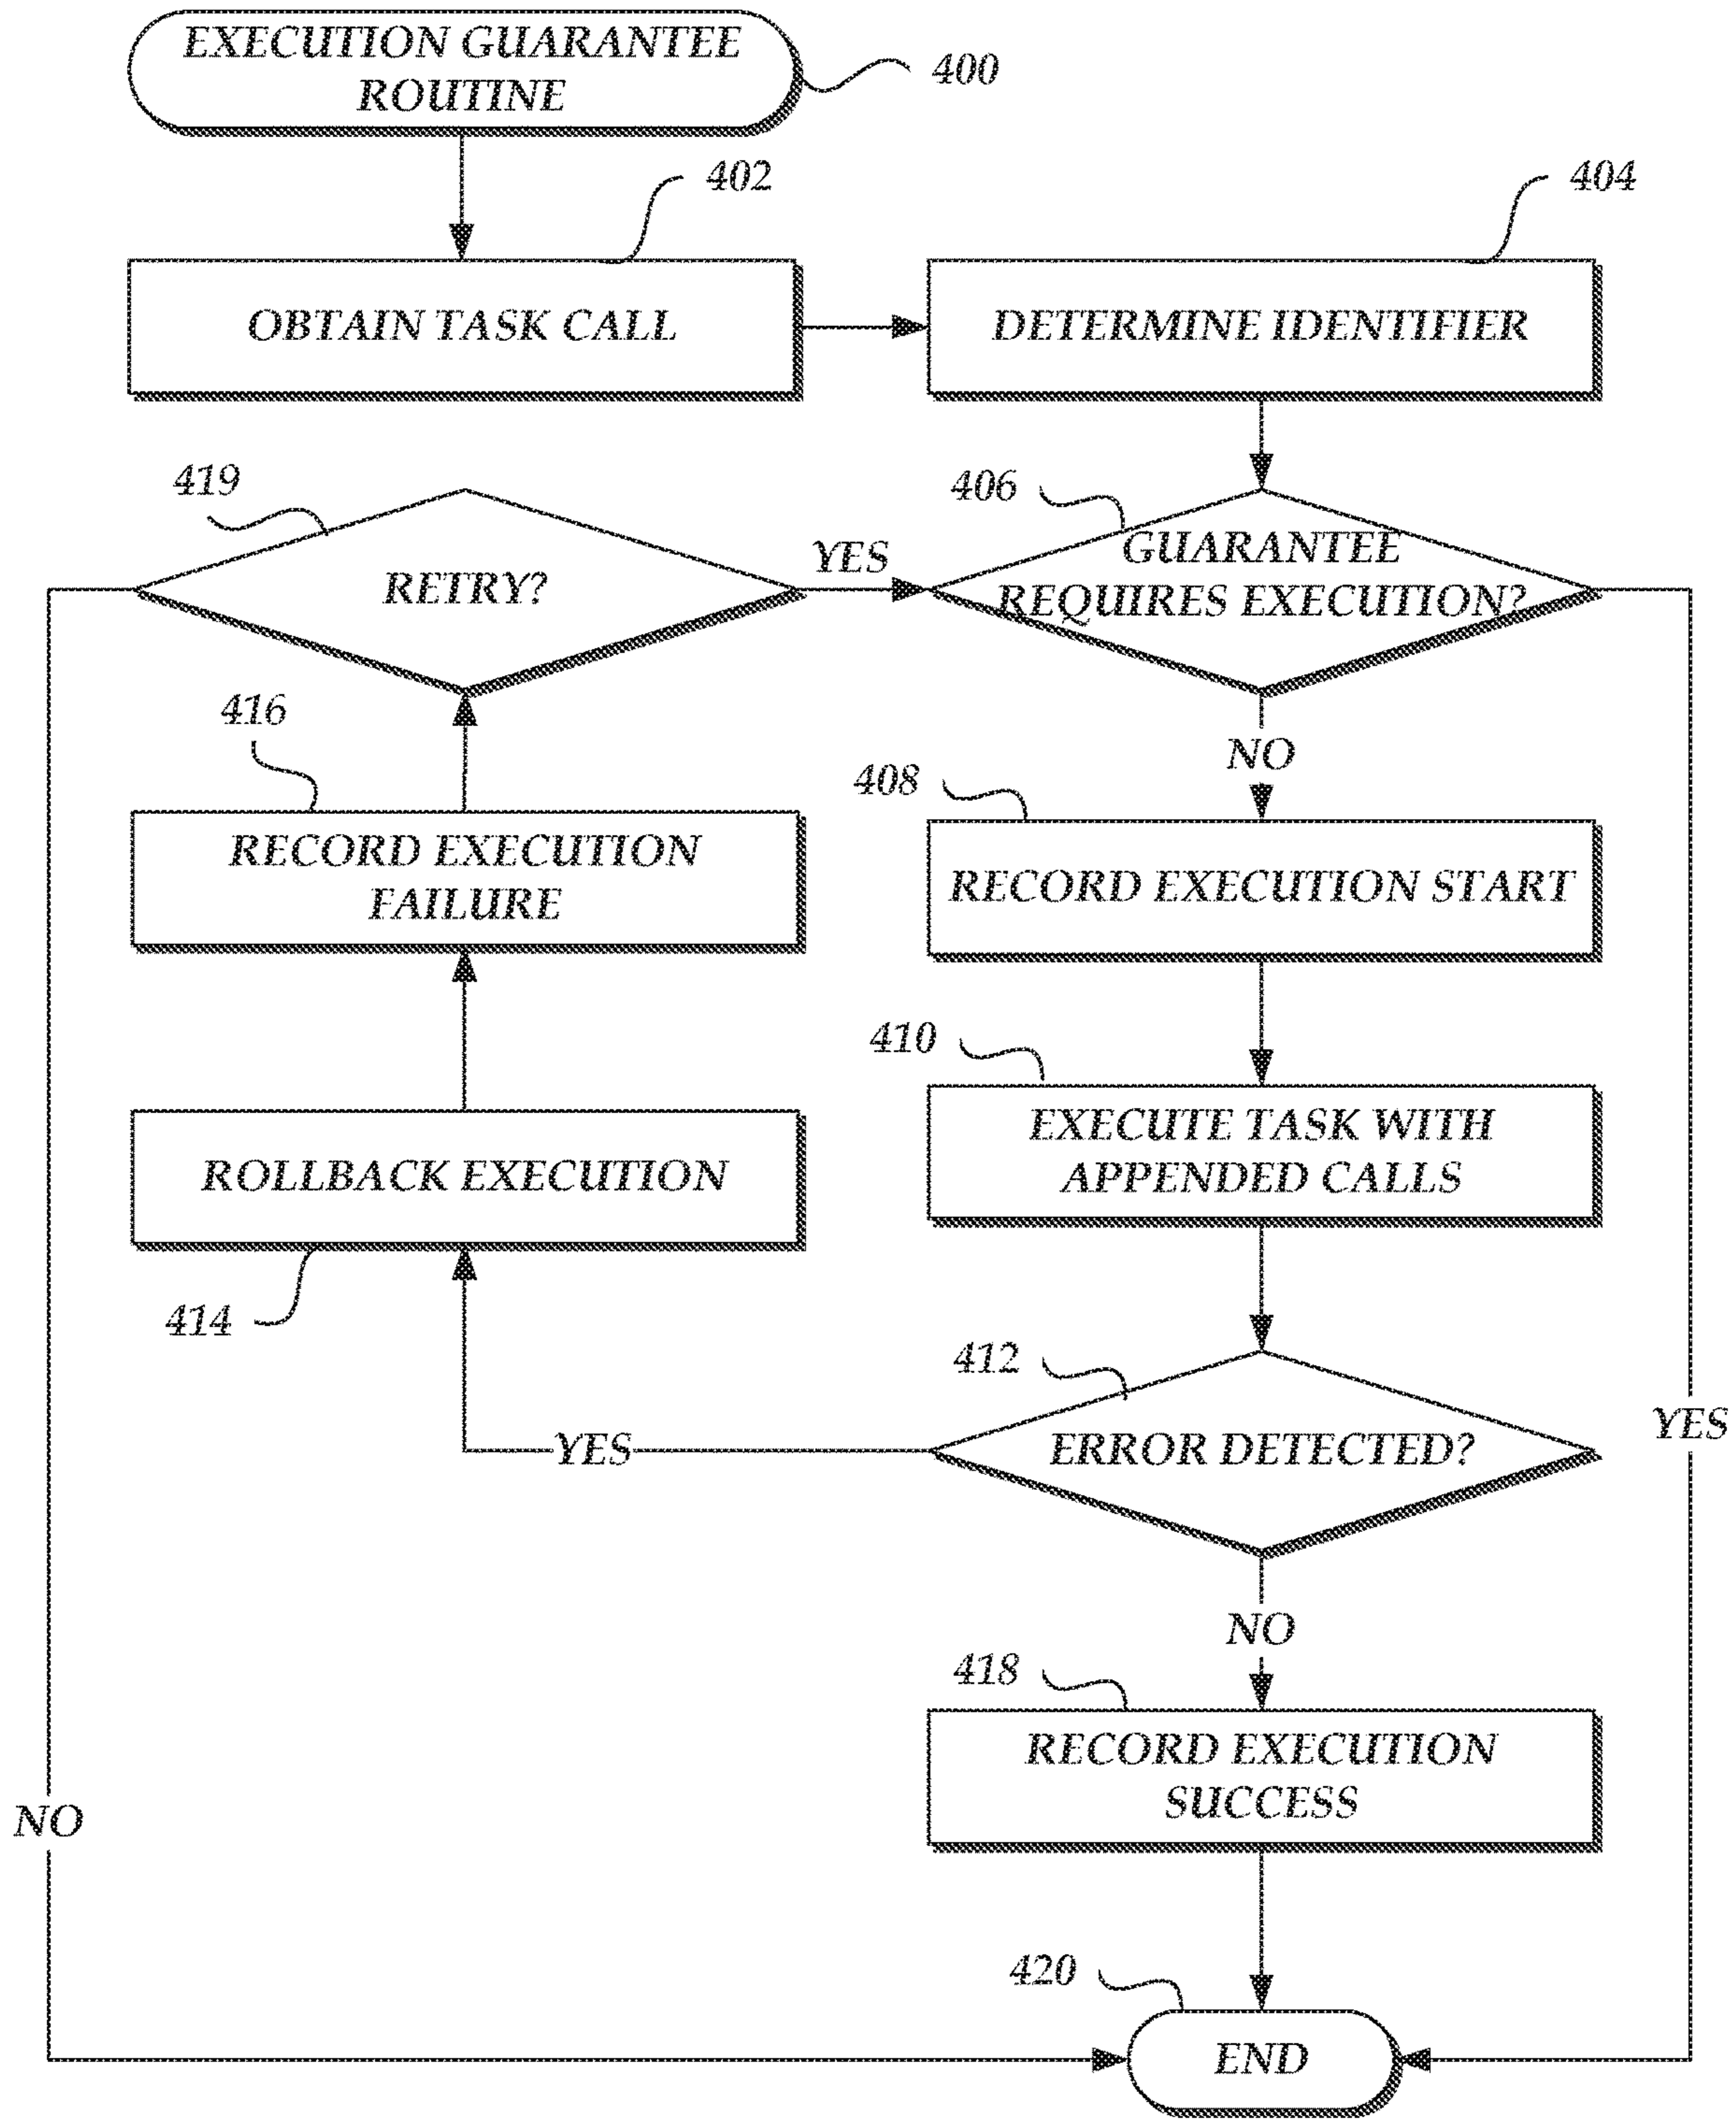 EXECUTION GUARANTEE
ROUTINE
400
402
404
OBTAIN TASK CALL
DETERMINE IDENTIFIER
419
406
RETRY?
YES
GUARANTEE
REQUIRES EXECUTION?
416
NO
408
RECORD EXECUTION
FAILURE
RECORD EXECUTION START
410
EXECUTE TASK WITH
APPENDED CALLS
ROLLBACK EXECUTION
414
412
YES
ERROR DETECTED?
YES
NO
418
RECORD EXECUTION
SUCCESS
NO
420
END